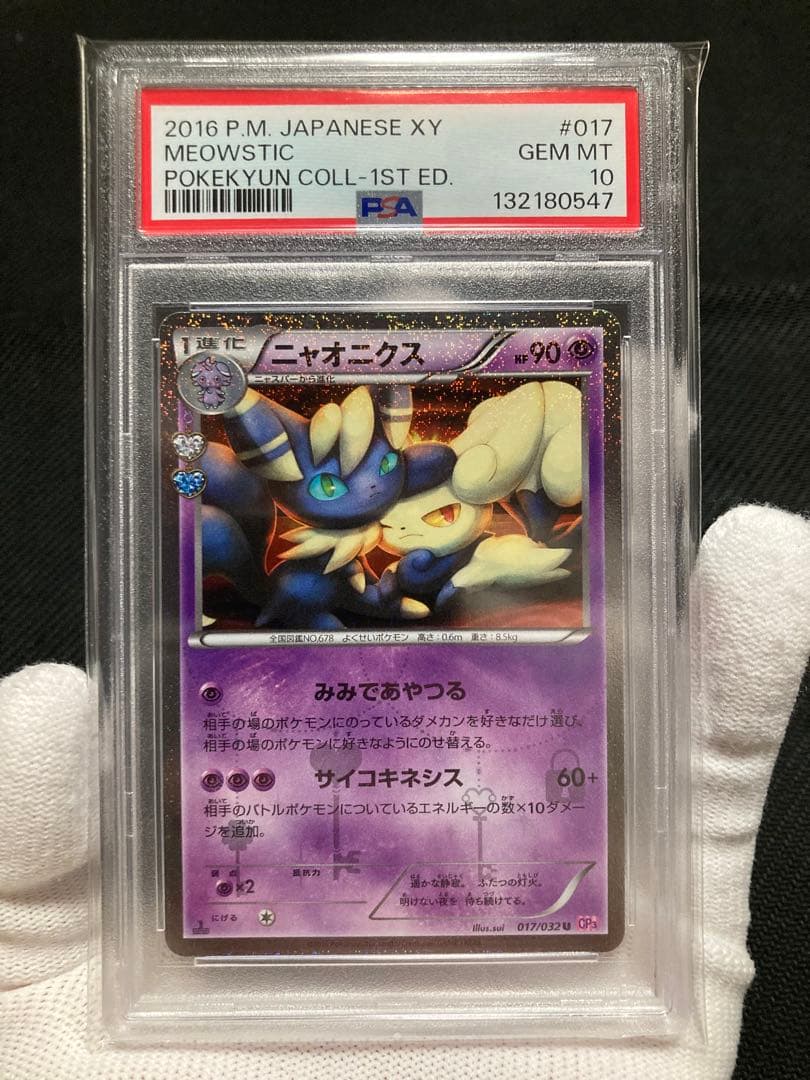 2016 P.M. JAPANESE XY #017
MEOWSTIC GEM MT
POKEKYUN COLL-1ST ED. 10
PSA 132180547
1進化 ニャオニクス HP90
ニャスパーから進化
全国図鑑NO.678 よくせいポケモン 高さ:0.6m 重さ:8.5kg
みみであやつる
相手の場のポケモンにのっているダメカンを好きなだけ選び、
相手の場のポケモンに好きなようにのせ替える。
サイコキネシス 60+
相手のバトルポケモンについているエネルギーの数×10ダメー
ジを追加。
弱点 抵抗力
×2
遥かな静寂。 ふたつの灯火。
明けない夜を 待ち続けてる。
にげる
illus.sui 017/032 U CP3